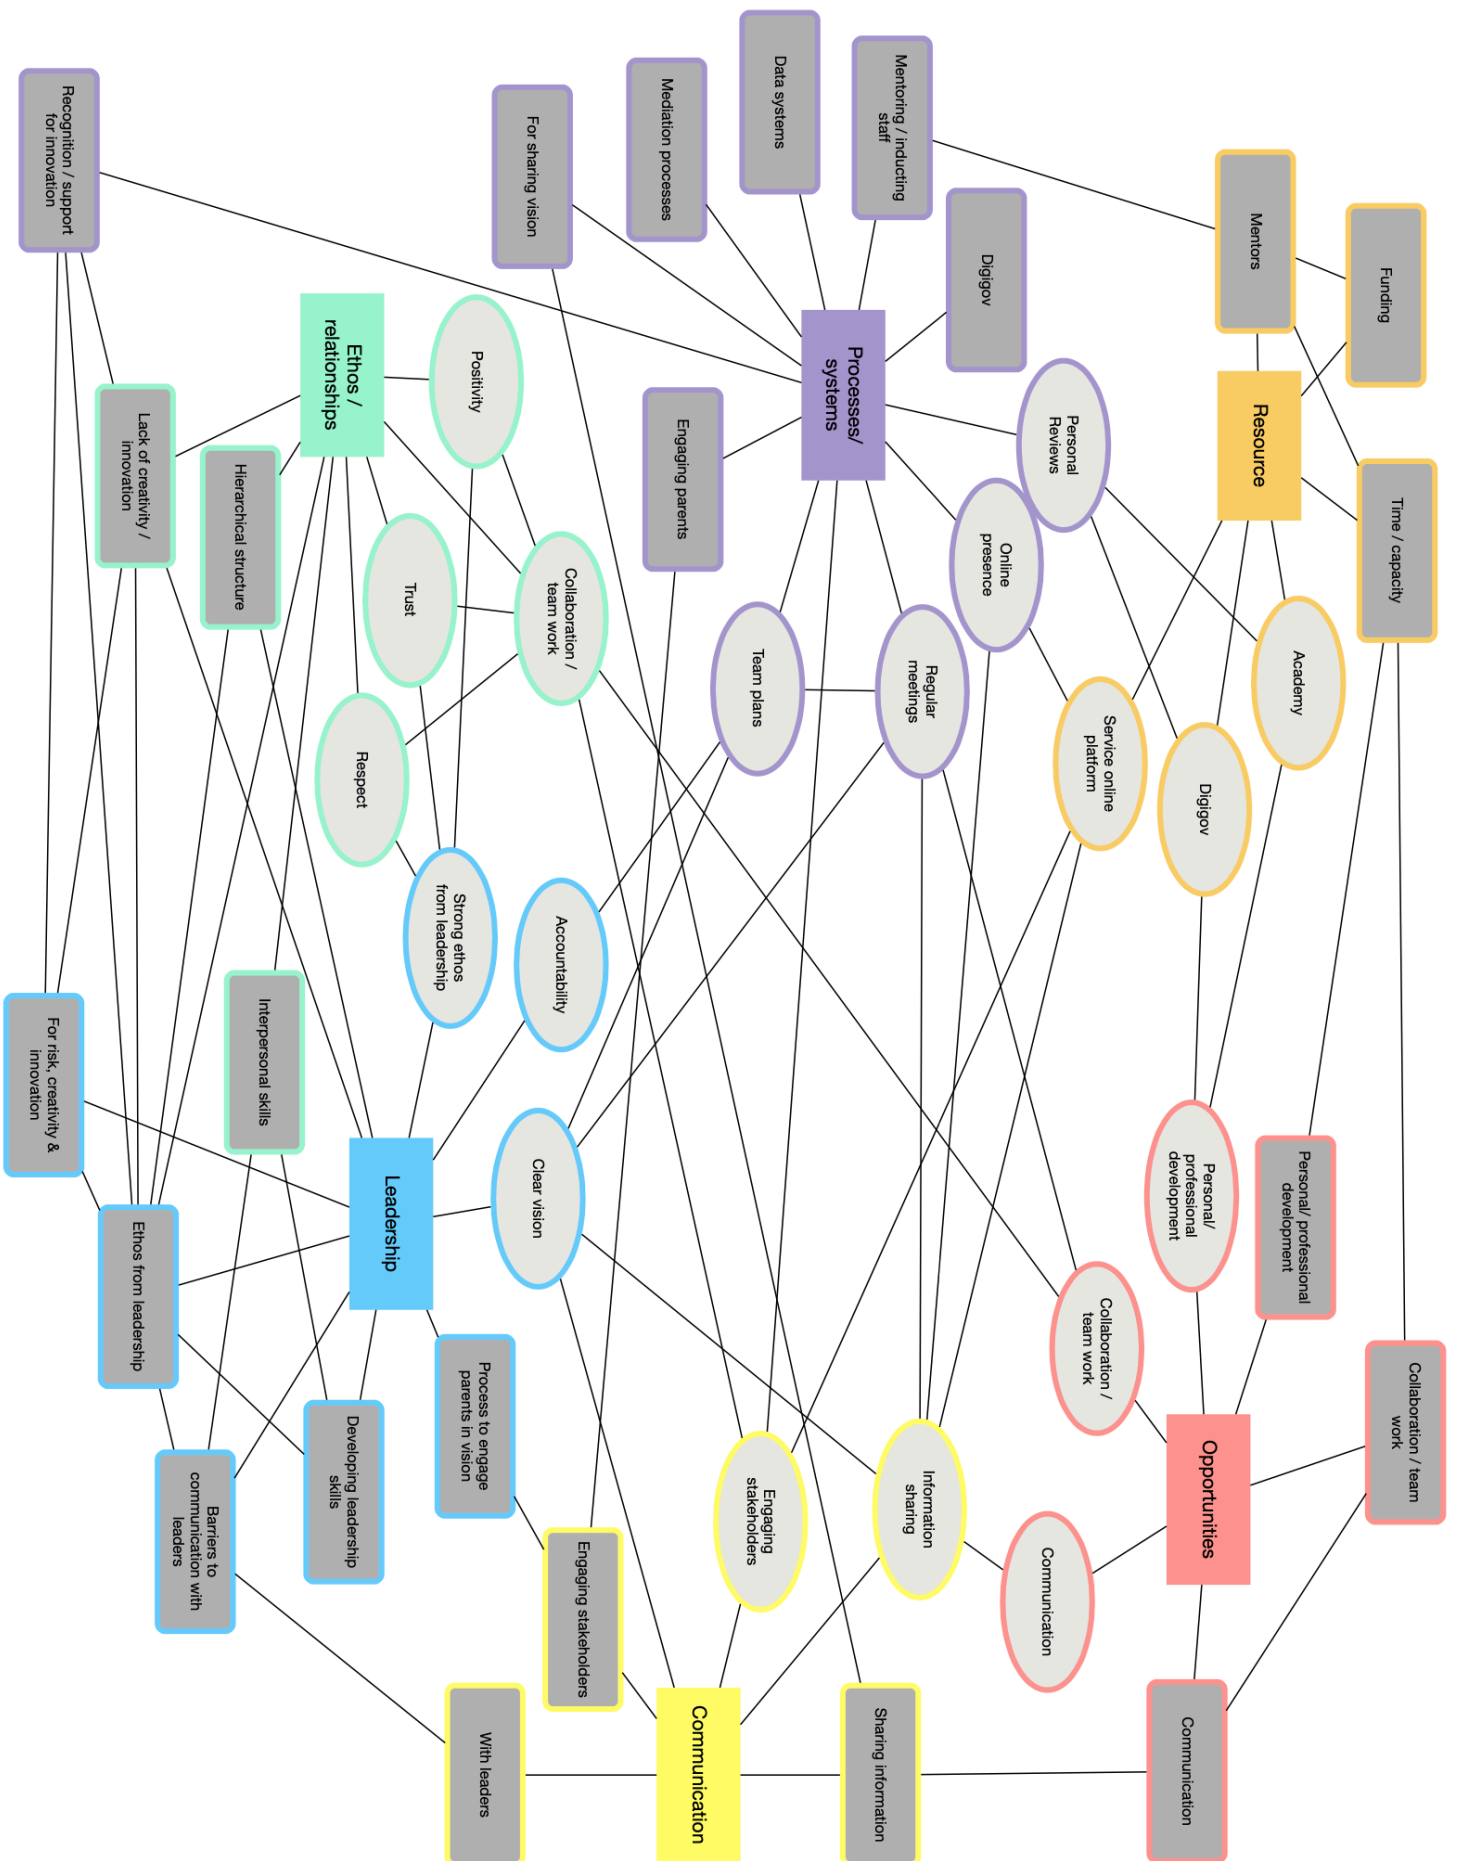 Funding
Time / capacity
Collaboration / team
work
Mentors
Resource
Academy
Personal/ professional
development
Digigov
Personal/
professional
development
Opportunities
Communication
Service online
platform
Collaboration /
team work
Personal
Reviews
Communication
Digigov
Online
presence
Regular
meetings
Information
sharing
Mentoring / inducting
staff
Sharing information
Processes/
systems
Data systems
Team plans
Engaging
stakeholders
Communication
Mediation processes
Engaging parents
Engaging stakeholders
For sharing vision
Collaboration /
team work
Accountability
Clear vision
Process to engage
parents in vision
With leaders
Positivity
Trust
Strong ethos
from leadership
Ethos /
relationships
Respect
Leadership
Developing leadership
skills
Hierarchical structure
Interpersonal skills
Barriers to
communication with
leaders
Lack of creativity /
innovation
Ethos from leadership
Recognition / support
for innovation
For risk, creativity &
innovation